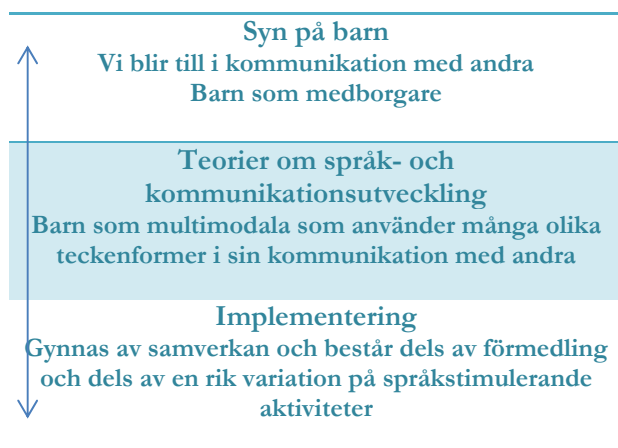 Syn på barn
Vi blir till i kommunikation med andra
Barn som medborgare
Teorier om språk- och
kommunikationsutveckling
Barn som multimodala som använder många olika
teckenformer i sin kommunikation med andra
Implementering
Gynnas av samverkan och består dels av förmedling
och dels av en rik variation på språkstimulerande
aktiviteter